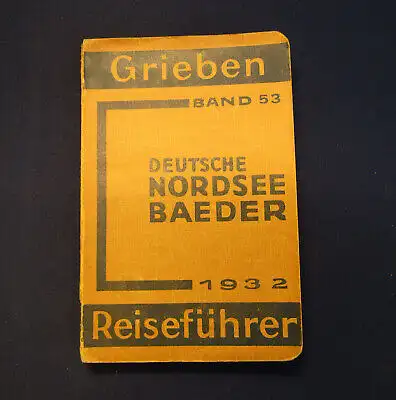 Grieben
BAND 53
DEUTSCHE
NORDSEE
BAEDER
1932
Reiseführer